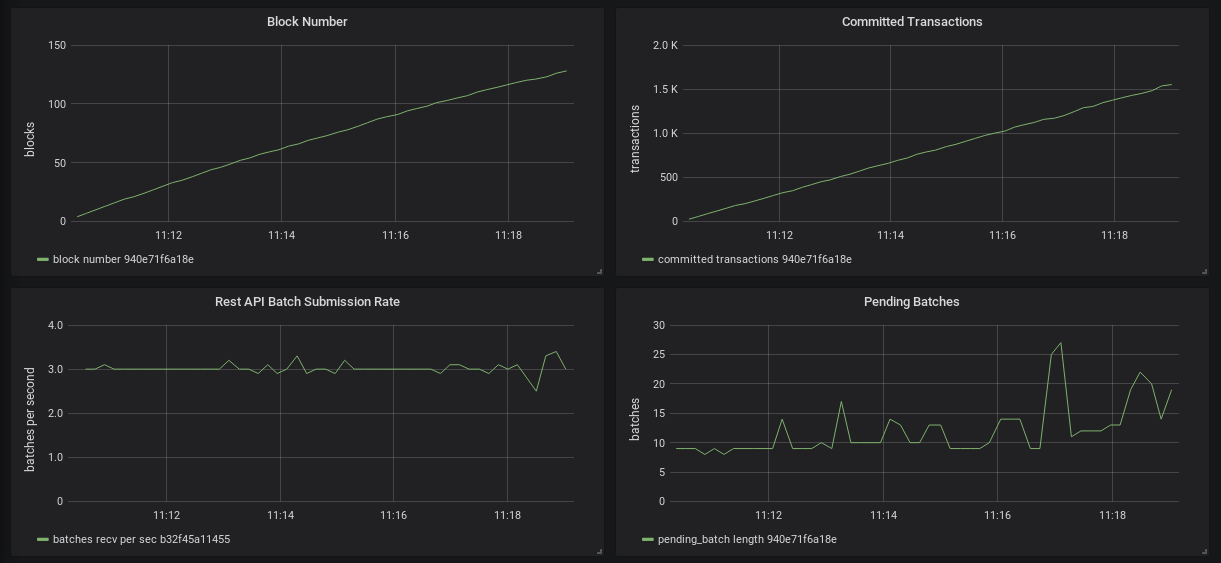 Block Number
blocks
150
100
50
0
11:12 11:14 11:16 11:18
block number 940e71f6a18e
Committed Transactions
transactions
2.0 K
1.5 K
1.0 K
500
0
11:12 11:14 11:16 11:18
committed transactions 940e71f6a18e
Rest API Batch Submission Rate
batches per second
4.0
3.0
2.0
1.0
0
11:12 11:14 11:16 11:18
batches recv per sec b32f45a11455
Pending Batches
batches
30
25
20
15
10
5
0
11:12 11:14 11:16 11:18
pending_batch length 940e71f6a18e